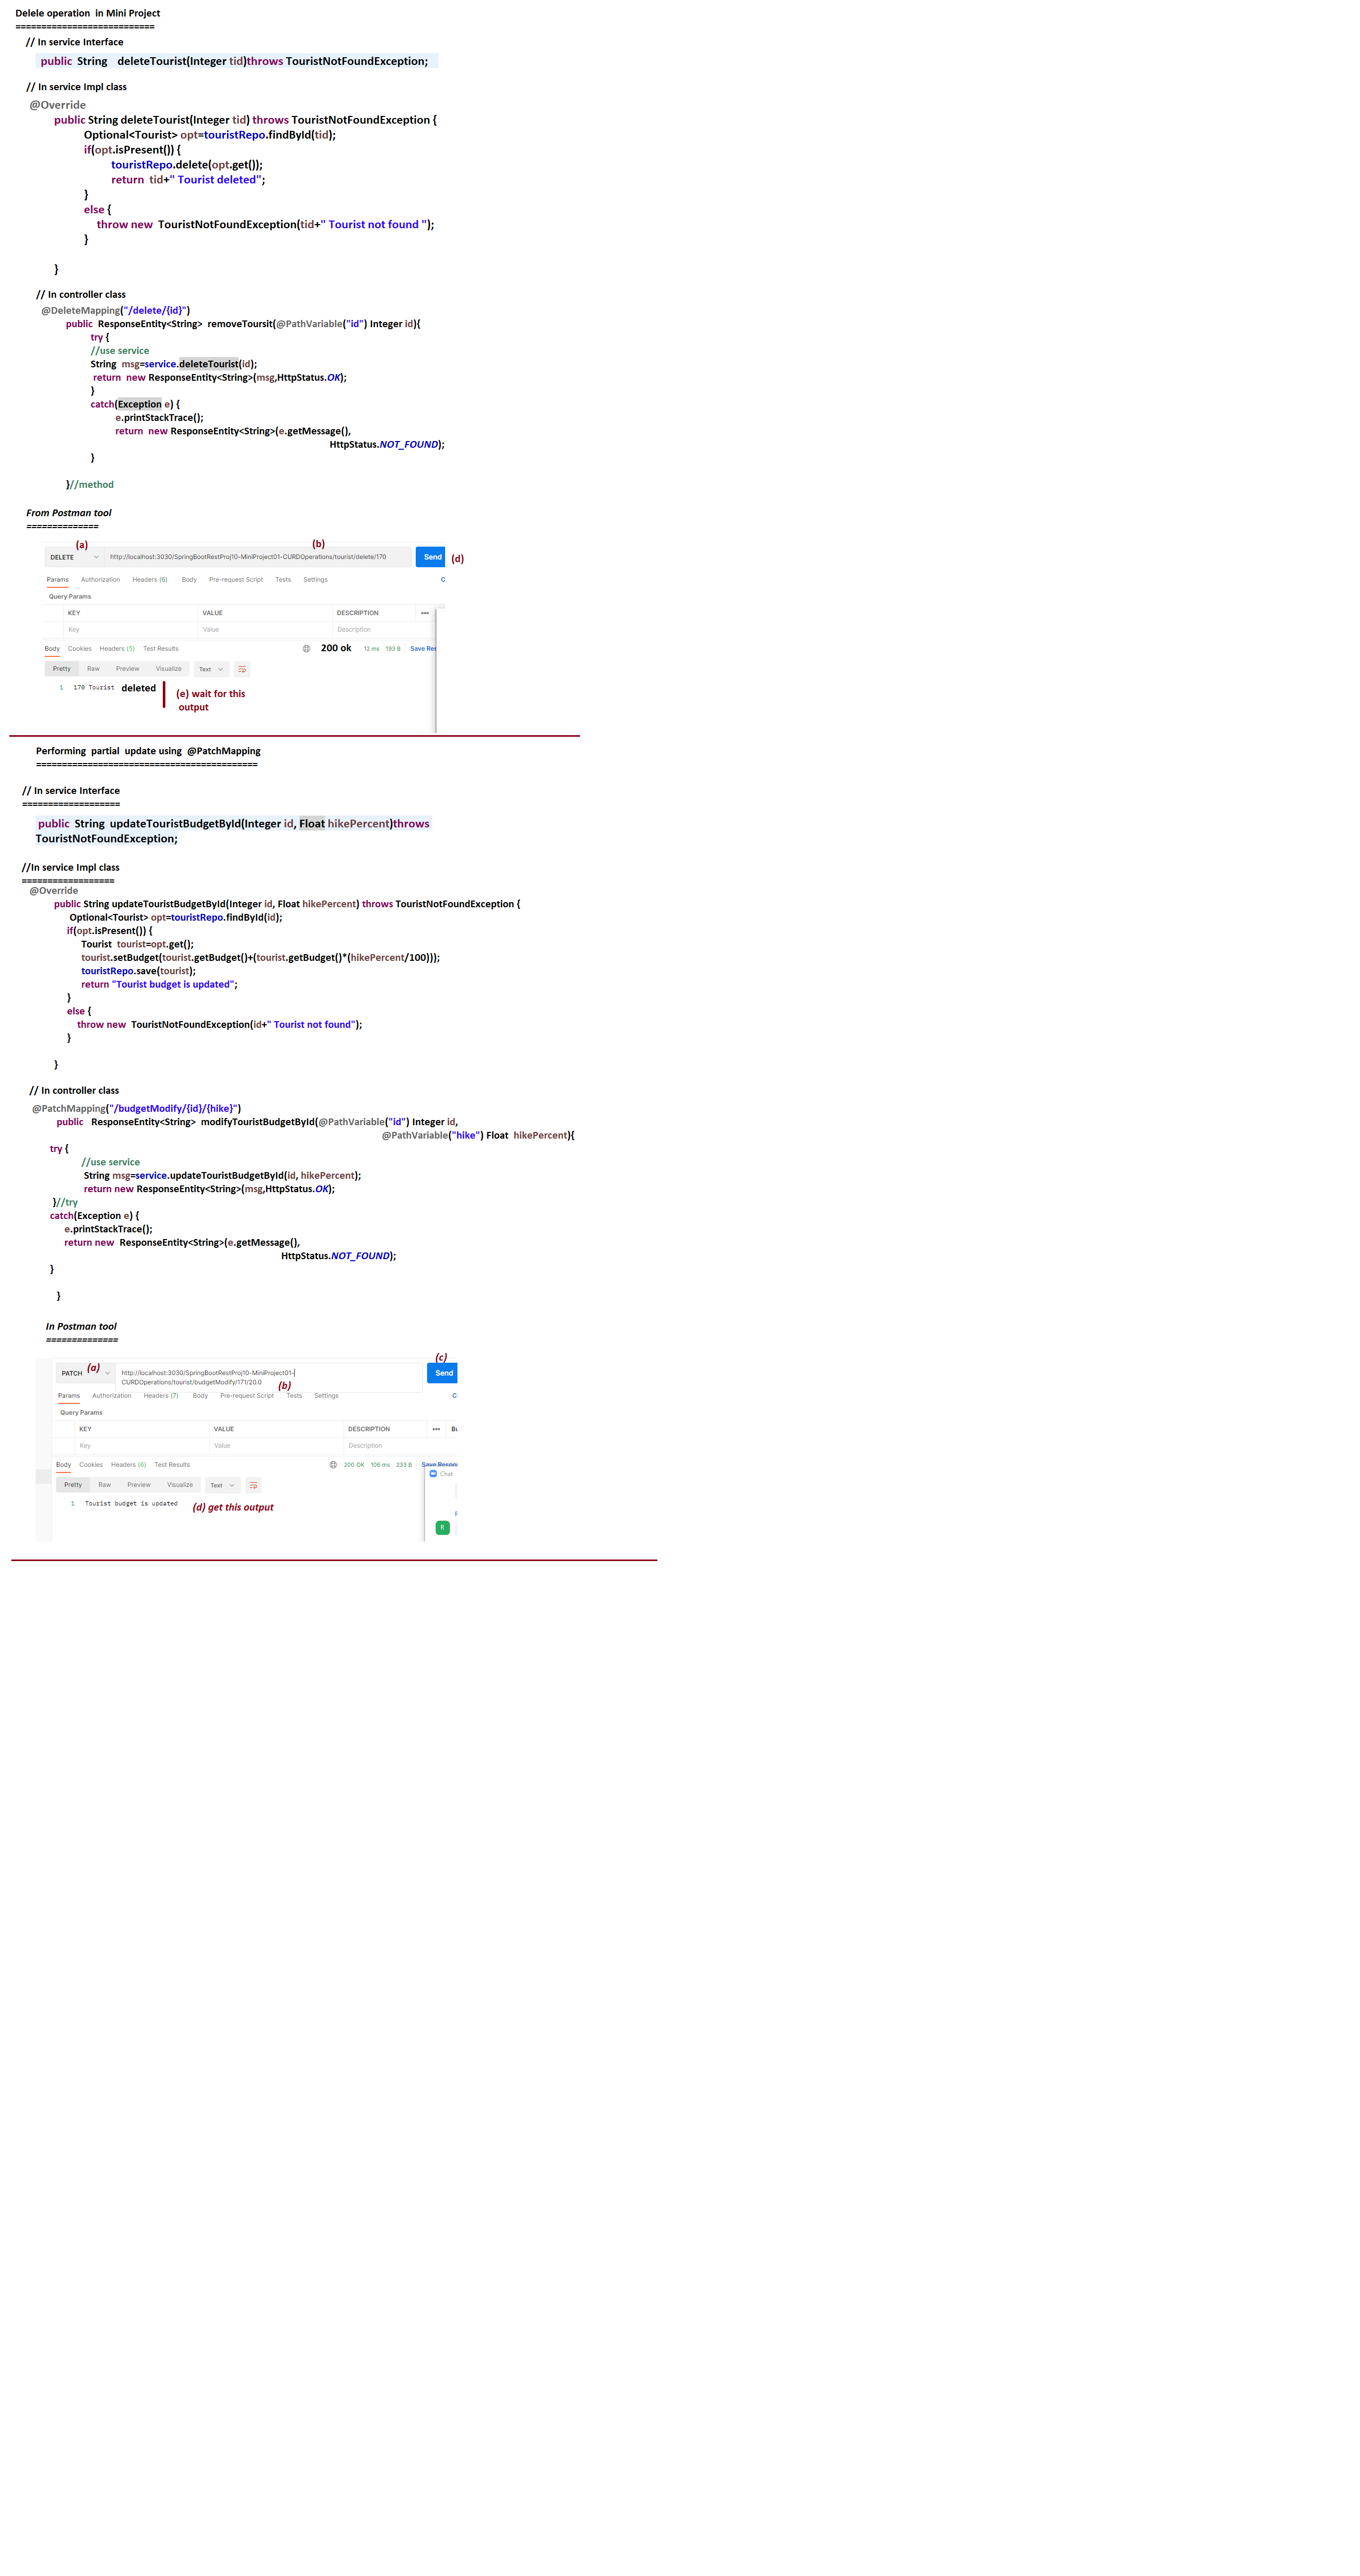 Delele operation  in Mini Project
===========================
// In service Interface
public  String    deleteTourist(Integer tid)throws TouristNotFoundException;
// In service Impl class
@Override
public String deleteTourist(Integer tid) throws TouristNotFoundException {
Optional<Tourist> opt=touristRepo.findById(tid);
if(opt.isPresent()) {
touristRepo.delete(opt.get());
return  tid+" Tourist deleted";
}
else {
throw new  TouristNotFoundException(tid+" Tourist not found ");
}
}
// In controller class
@DeleteMapping("/delete/{id}")
public  ResponseEntity<String>  removeToursit(@PathVariable("id") Integer id){
try {
//use service
String  msg=service.deleteTourist(id);
return  new ResponseEntity<String>(msg,HttpStatus.OK);
}
catch(Exception e) {
e.printStackTrace();
return  new ResponseEntity<String>(e.getMessage(),
HttpStatus.NOT_FOUND);
}
}//method
From Postman tool
==============
(a) (b)
DELETE http://localhost:3030/SpringBootRestProj10-MiniProject01-CURDOperations/tourist/delete/170 Send (d)
Params Authorization Headers (6) Body Pre-request Script Tests Settings C
Query Params
KEY VALUE DESCRIPTION •••
Key Value Description
Body Cookies Headers (5) Test Results 200 ok 12 ms 193 B Save Res
Pretty Raw Preview Visualize Text
1 170 Tourist deleted (e) wait for this
output
Performing  partial  update using  @PatchMapping
===========================================
// In service Interface
===================
public  String  updateTouristBudgetById(Integer id, Float hikePercent)throws
TouristNotFoundException;
//In service Impl class
==================
@Override
public String updateTouristBudgetById(Integer id, Float hikePercent) throws TouristNotFoundException {
Optional<Tourist> opt=touristRepo.findById(id);
if(opt.isPresent()) {
Tourist  tourist=opt.get();
tourist.setBudget(tourist.getBudget()+(tourist.getBudget()*(hikePercent/100)));
touristRepo.save(tourist);
return "Tourist budget is updated";
}
else {
throw new  TouristNotFoundException(id+" Tourist not found");
}
}
// In controller class
@PatchMapping("/budgetModify/{id}/{hike}")
public   ResponseEntity<String>  modifyTouristBudgetById(@PathVariable("id") Integer id,
@PathVariable("hike") Float  hikePercent){
try {
//use service
String msg=service.updateTouristBudgetById(id, hikePercent);
return new ResponseEntity<String>(msg,HttpStatus.OK);
}//try
catch(Exception e) {
e.printStackTrace();
return new  ResponseEntity<String>(e.getMessage(),
HttpStatus.NOT_FOUND);
}
}
In Postman tool
==============
(c)
PATCH (a) http://localhost:3030/SpringBootRestProj10-MiniProject01- Send
CURDOperations/tourist/budgetModify/171/20.0 (b)
Params Authorization Headers (7) Body Pre-request Script Tests Settings C
Query Params
KEY VALUE DESCRIPTION ••• Bu
Key Value Description
Body Cookies Headers (6) Test Results 200 OK 106 ms 233 B Save Respon
Chat
Pretty Raw Preview Visualize Text
1 Tourist budget is updated (d) get this output
R